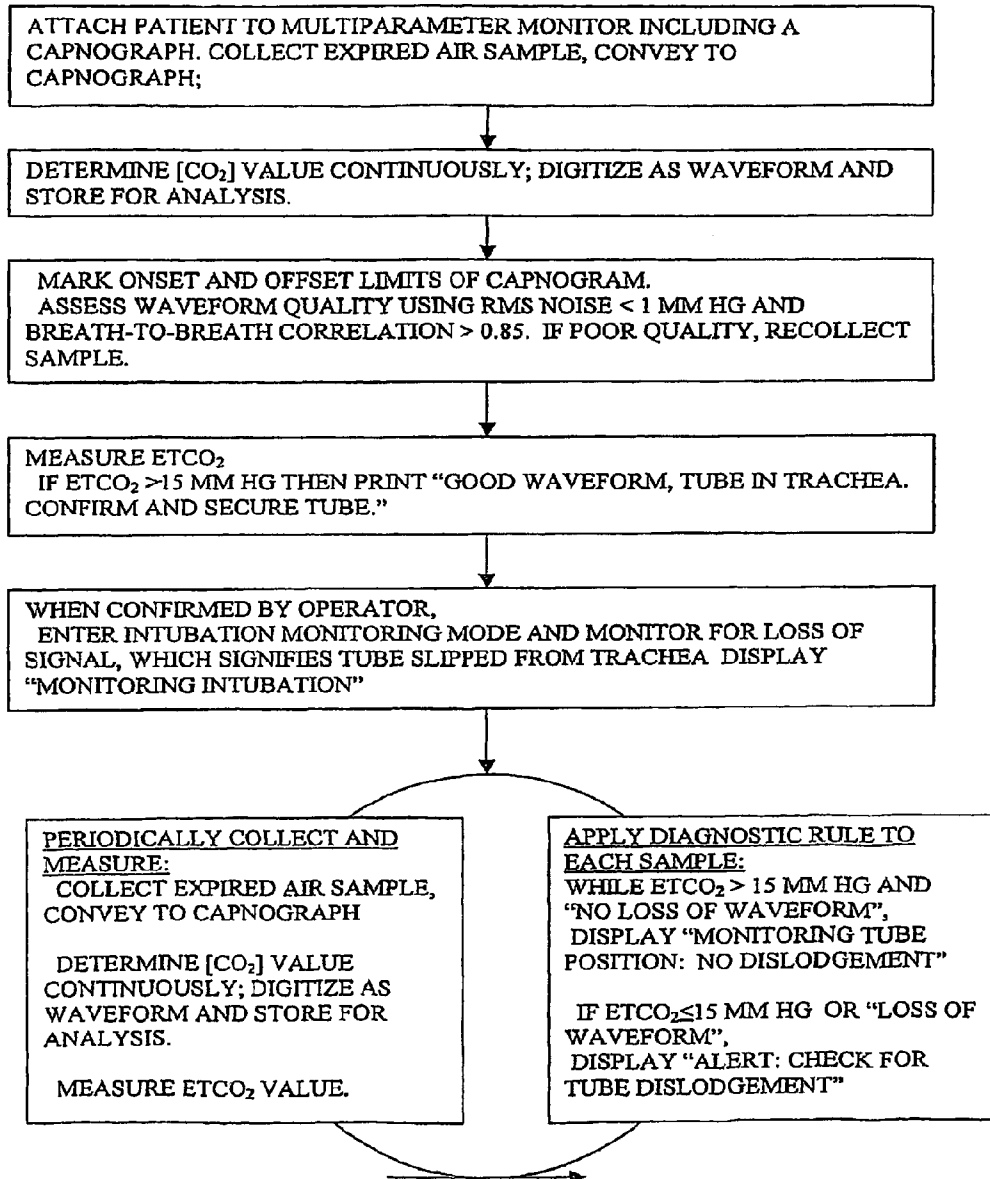 ATTACH PATIENT TO MULTIPARAMETER MONITOR INCLUDING A
CAPNOGRAPH. COLLECT EXPIRED AIR SAMPLE, CONVEY TO
CAPNOGRAPH;
DETERMINE [CO₂] VALUE CONTINUOUSLY; DIGITIZE AS WAVEFORM AND
STORE FOR ANALYSIS.
MARK ONSET AND OFFSET LIMITS OF CAPNOGRAM.
ASSESS WAVEFORM QUALITY USING RMS NOISE < 1 MM HG AND
BREATH-TO-BREATH CORRELATION > 0.85. IF POOR QUALITY, RECOLLECT
SAMPLE.
MEASURE ETCO₂
IF ETCO₂ >15 MM HG THEN PRINT “GOOD WAVEFORM, TUBE IN TRACHEA.
CONFIRM AND SECURE TUBE.”
WHEN CONFIRMED BY OPERATOR,
ENTER INTUBATION MONITORING MODE AND MONITOR FOR LOSS OF
SIGNAL, WHICH SIGNIFIES TUBE SLIPPED FROM TRACHEA DISPLAY
“MONITORING INTUBATION”
PERIODICALLY COLLECT AND
MEASURE:
COLLECT EXPIRED AIR SAMPLE,
CONVEY TO CAPNOGRAPH
DETERMINE [CO₂] VALUE
CONTINUOUSLY; DIGITIZE AS
WAVEFORM AND STORE FOR
ANALYSIS.
MEASURE ETCO₂ VALUE.
APPLY DIAGNOSTIC RULE TO
EACH SAMPLE:
WHILE ETCO₂ > 15 MM HG AND
“NO LOSS OF WAVEFORM”,
DISPLAY “MONITORING TUBE
POSITION: NO DISLODGEMENT”
IF ETCO₂≤15 MM HG OR “LOSS OF
WAVEFORM”,
DISPLAY “ALERT: CHECK FOR
TUBE DISLODGEMENT”